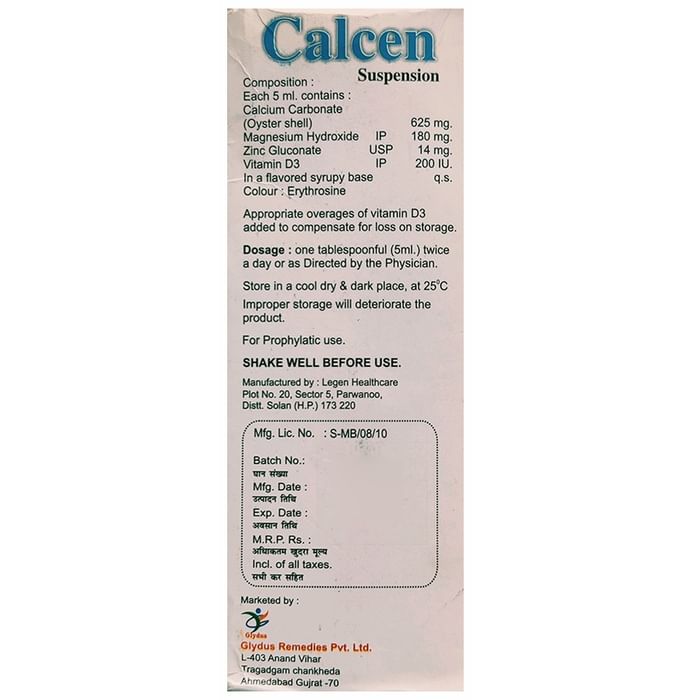 Calcen
Suspension
Composition :
Each 5 ml. contains :
Calcium Carbonate
(Oyster shell) 625 mg.
Magnesium Hydroxide IP 180 mg.
Zinc Gluconate USP 14 mg.
Vitamin D3 IP 200 IU.
In a flavored syrupy base q.s.
Colour : Erythrosine
Appropriate overages of vitamin D3
added to compensate for loss on storage.
Dosage : one tablespoonful (5ml.) twice
a day or as Directed by the Physician.
Store in a cool dry & dark place, at 25°C
Improper storage will deteriorate the
product.
For Prophylatic use.
SHAKE WELL BEFORE USE.
Manufactured by : Legen Healthcare
Plot No. 20, Sector 5, Parwanoo,
Distt. Solan (H.P.) 173 220
Mfg. Lic. No. : S-MB/08/10
Batch No.:
घान संख्या
Mfg. Date :
उत्पादन तिथि
Exp. Date :
अवसान तिथि
M.R.P. Rs. :
अधिकतम खुदरा मूल्य
Incl. of all taxes.
सभी कर सहित
Marketed by :
Glydus
Glydus Remedies Pvt. Ltd.
L-403 Anand Vihar
Tragadgam chankheda
Ahmedabad Gujrat -70